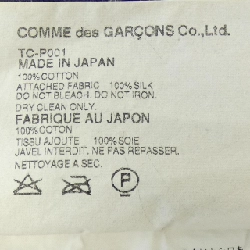 COMME des GARÇONS Co.,Ltd.
TC-P001
MADE IN JAPAN
100% COTTON
ATTACHED FABRIC 100% SILK
DO NOT BLEACH. DO NOT IRON.
DRY CLEAN ONLY.
FABRIQUE AU JAPON
100% COTON
TISSU AJOUTE 100% SOIE
JAVEL INTERDIT. NE PAS REPASSER.
NETTOYAGE A SEC.
P